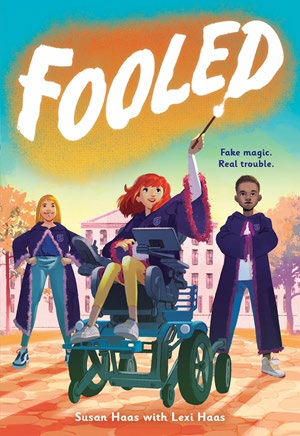 FOOLED
Fake magic.
Real trouble.
Susan Haas with Lexi Haas